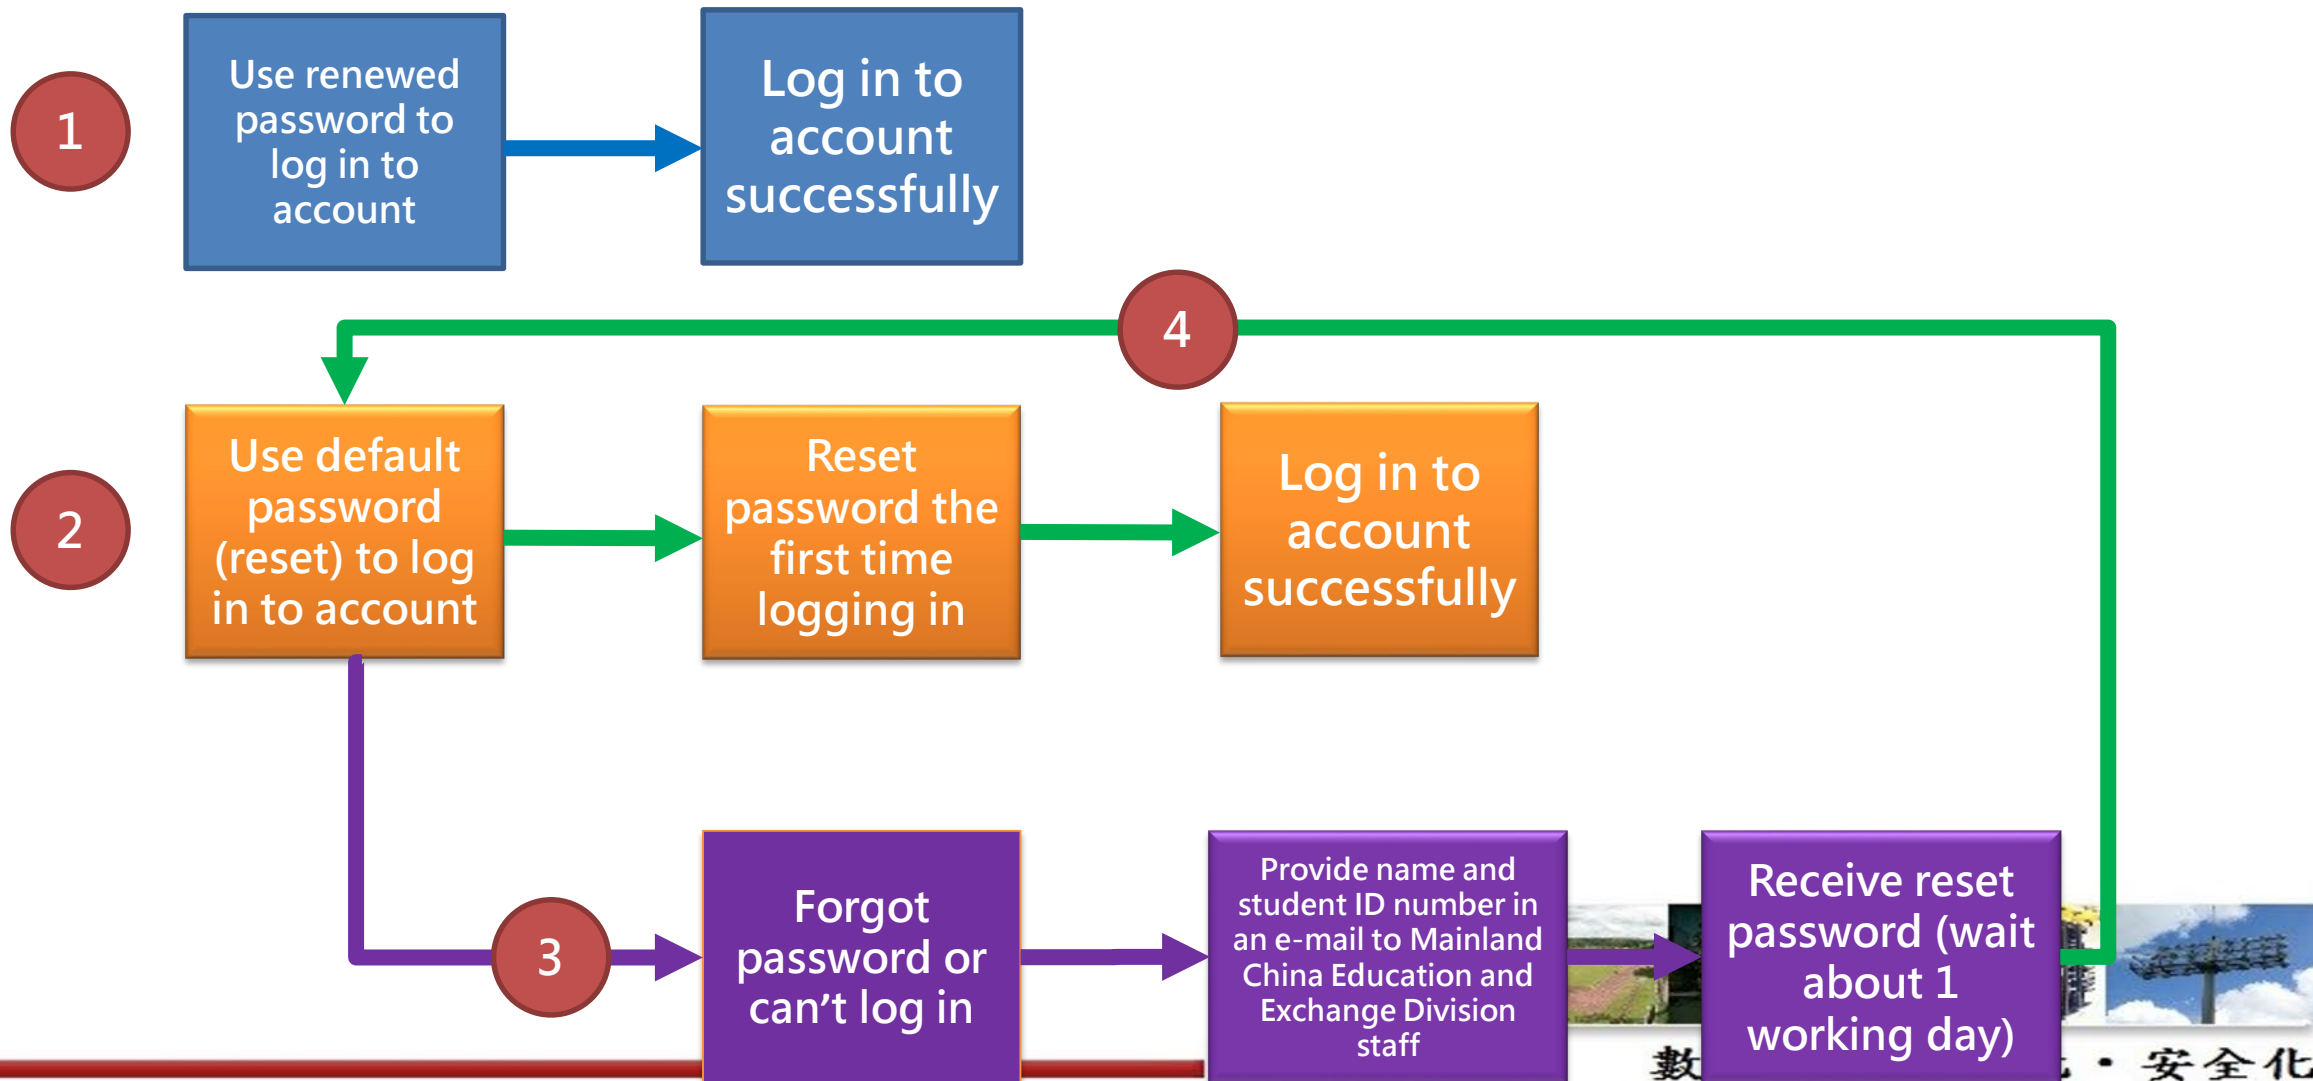 1
Use renewed
password to
log in to
account
Log in to
account
successfully
4
2
Use default
password
(reset) to log
in to account
Reset
password the
first time
logging in
Log in to
account
successfully
3
Forgot
password or
can't log in
Provide name and
student ID number in
an e-mail to Mainland
China Education and
Exchange Division
staff
Receive reset
password (wait
about 1
working day)
數
・安全化